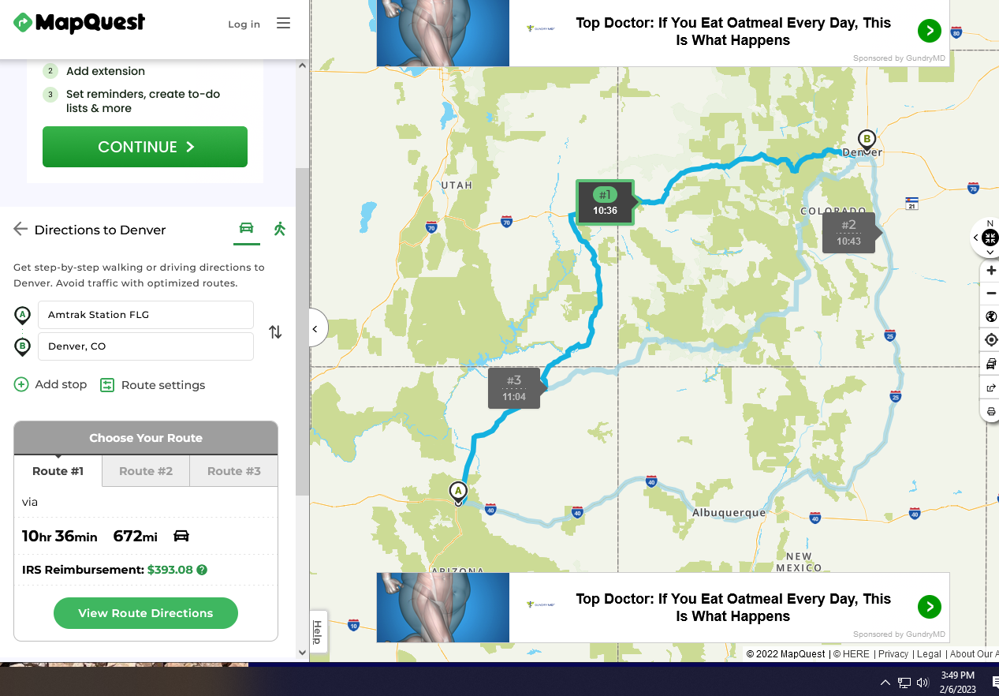 MapQuest
Log in
2 Add extension
3 Set reminders, create to-do
lists & more
CONTINUE
Directions to Denver
Get step-by-step walking or driving directions to
Denver. Avoid traffic with optimized routes.
A Amtrak Station FLG
B Denver, CO
Add stop
Route settings
Choose Your Route
Route #1
Route #2
Route #3
via
10hr 36min 672mi
IRS Reimbursement: $393.08 ?
View Route Directions
Top Doctor: If You Eat Oatmeal Every Day, This
Is What Happens
GUNDRY MD
Sponsored by GundryMD
80
B
Denver
UTAH
#1
10:36
70
21
COLORADO
#2
10:43
70
70
N
25
#3
11:04
25
A
40
40
40
40
40
Albuquerque
NEW
MEXICO
ARIZONA
10
Top Doctor: If You Eat Oatmeal Every Day, This
Is What Happens
GUNDRY MD
Sponsored by GundryMD
Help
© 2022 MapQuest | © HERE | Privacy | Legal | About Our A
3:49 PM
2/6/2023